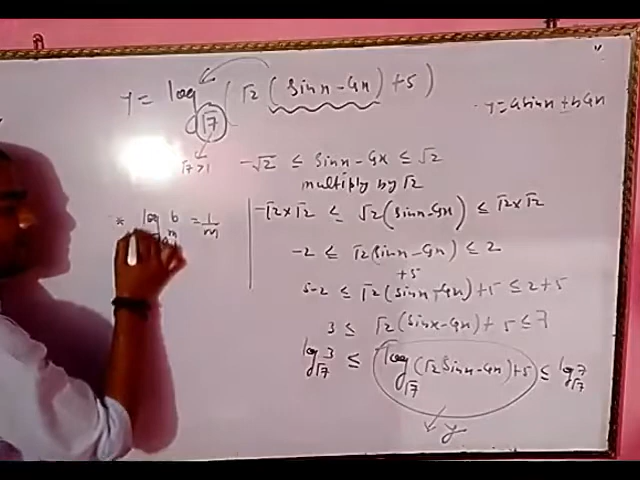 y = log√7 (√2 (sinx - Cosx) + 5)
y = asinx ± bCosx
√7 > 1
-√2 ≤ sinx - Cosx ≤ √2
multiply by √2
* log b = 1/m
-√2 × √2 ≤ √2 (sinx - Cosx) ≤ √2 × √2
-2 ≤ √2 (sinx - Cosx) ≤ 2
+5
5-2 ≤ √2 (sinx - Cosx) + 5 ≤ 2+5
3 ≤ √2 (sinx - Cosx) + 5 ≤ 7
log√7 3 ≤ log√7 (√2 sinx - Cosx) + 5 ≤ log√7 7
y